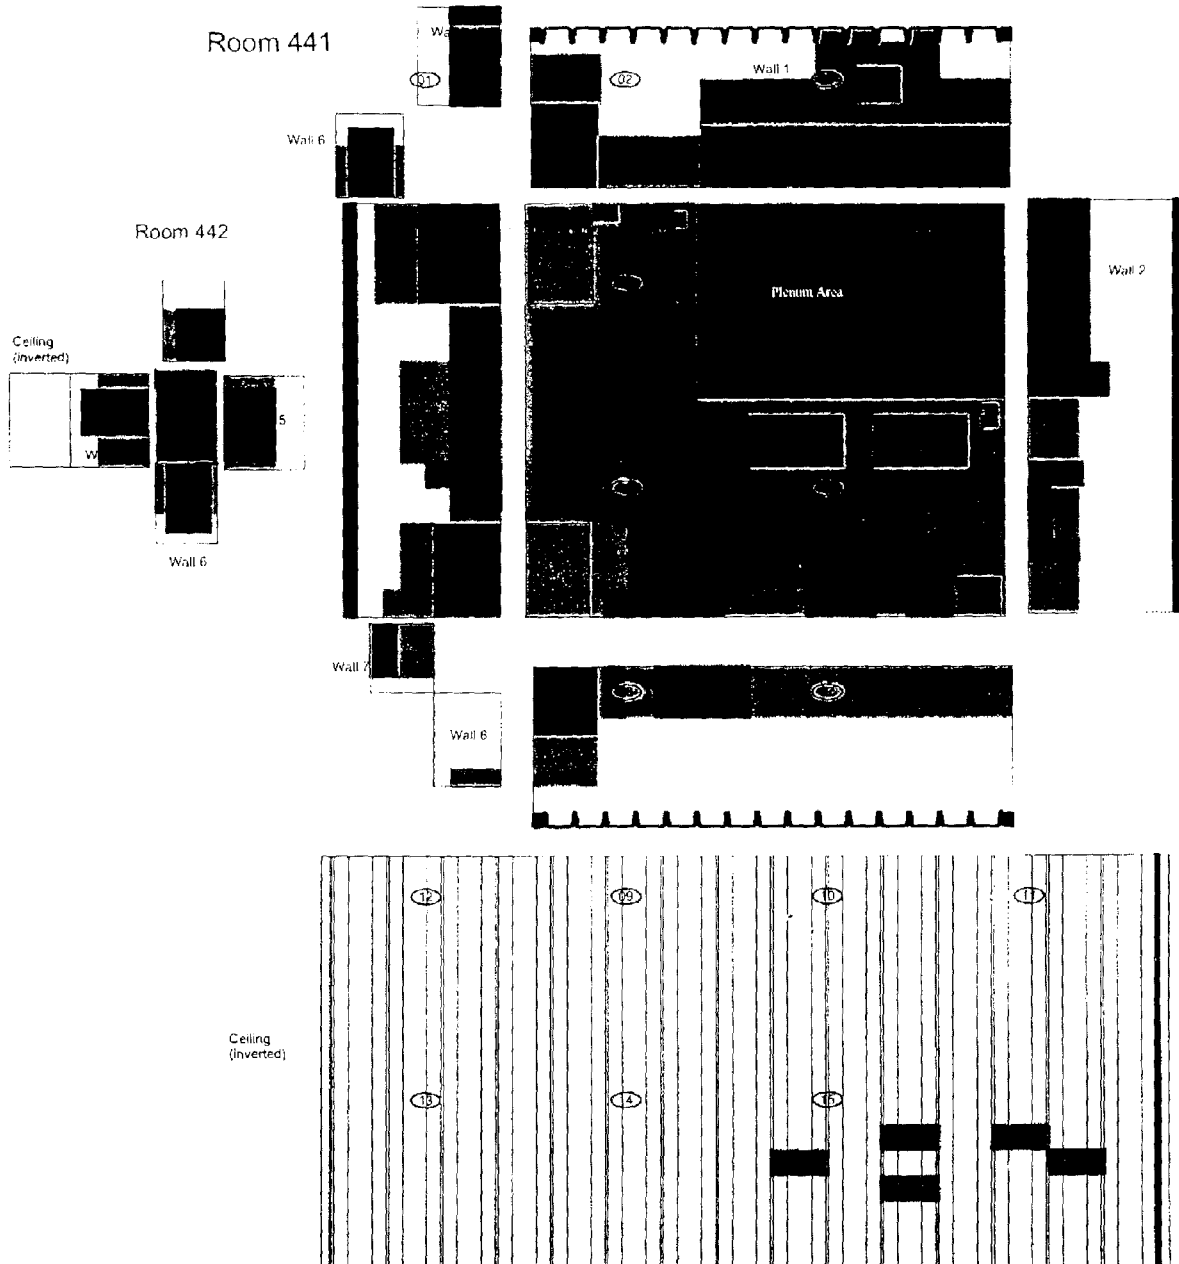 Room 441
01
02
Wall 1
Wall 6
Room 442
Wall 2
Plenum Area
Ceiling
(inverted)
5
W
Wall 6
Wall 7
Wall 6
12
09
10
11
Ceiling
(inverted)
13
14
15